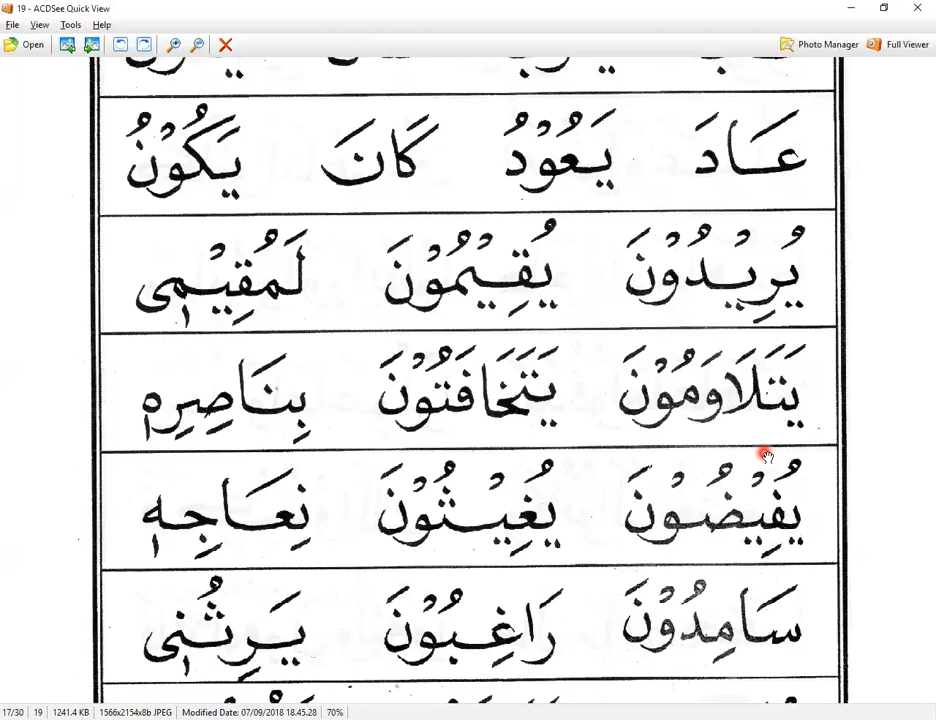 19 - ACDSee Quick View
File View Tools Help
Open Photo Manager Full Viewer
عَادَ يَعُوْدُ كَانَ يَكُوْنُ
يُرِيْدُوْنَ يُقِيْمُوْنَ لَمُقِيْمِٖى
يَتَلَاوَمُوْنَ يَتَخَافَتُوْنَ بِنَاصِرِهٖ
يُفِيْضُوْنَ يُغِيْثُوْنَ نِعَاجِهٖ
سَامِدُوْنَ رَاغِبُوْنَ يَرِثُنِٖى
17/30 19 1241.4 KB 1566x2154x8b JPEG Modified Date: 07/09/2018 18.45.28 70%